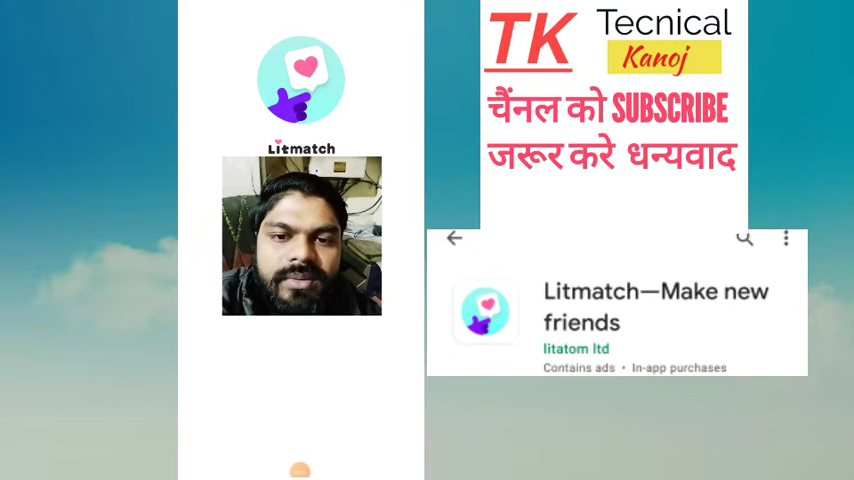 Litmatch
TK Tecnical
Kanoj
चैंनल को SUBSCRIBE
जरूर करे धन्यवाद
Litmatch—Make new
friends
litatom ltd
Contains ads • In-app purchases